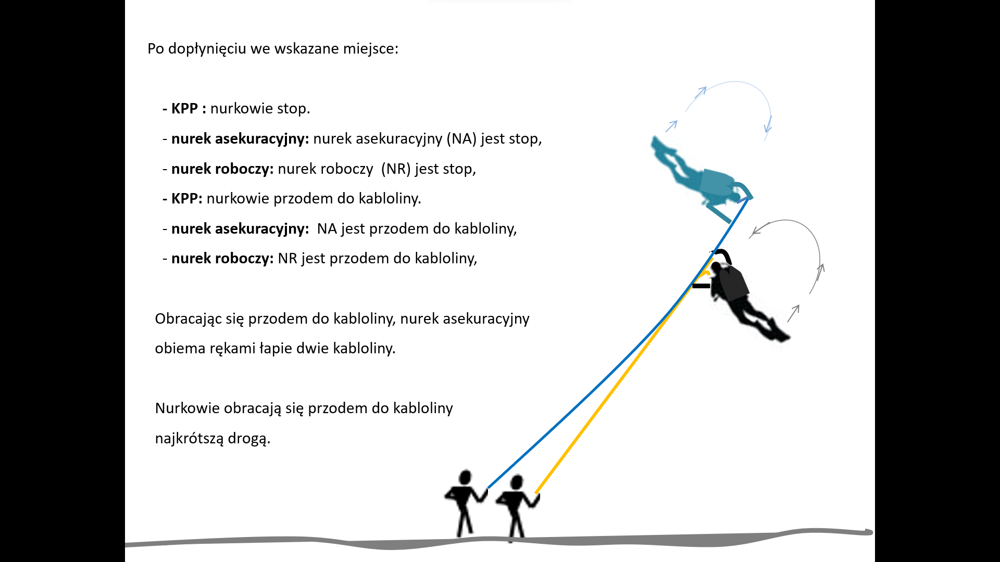 Po dopłynięciu we wskazane miejsce:
- KPP : nurkowie stop.
- nurek asekuracyjny: nurek asekuracyjny (NA) jest stop,
- nurek roboczy: nurek roboczy (NR) jest stop,
- KPP: nurkowie przodem do kabloliny.
- nurek asekuracyjny: NA jest przodem do kabloliny,
- nurek roboczy: NR jest przodem do kabloliny,
Obracając się przodem do kabloliny, nurek asekuracyjny
obiema rękami łapie dwie kabloliny.
Nurkowie obracają się przodem do kabloliny
najkrótszą drogą.